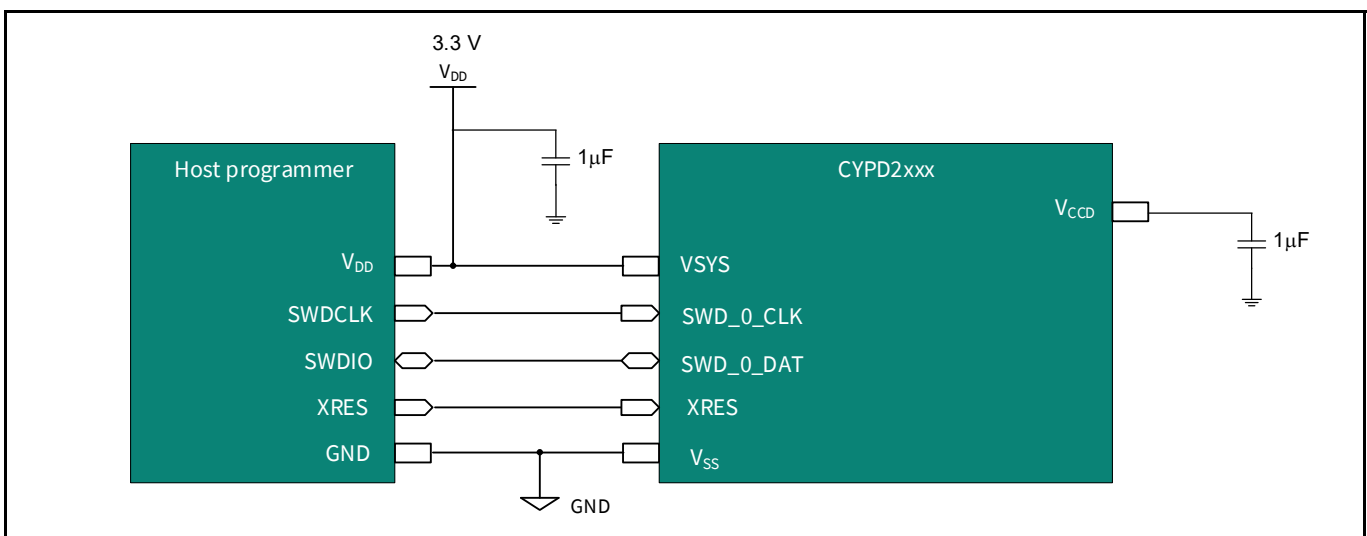 3.3 V
VDD
1μF
Host programmer
CYPD2xxx
VCCD
1μF
VDD
VSYS
SWDCLK
SWD_0_CLK
SWDIO
SWD_0_DAT
XRES
XRES
GND
VSS
GND